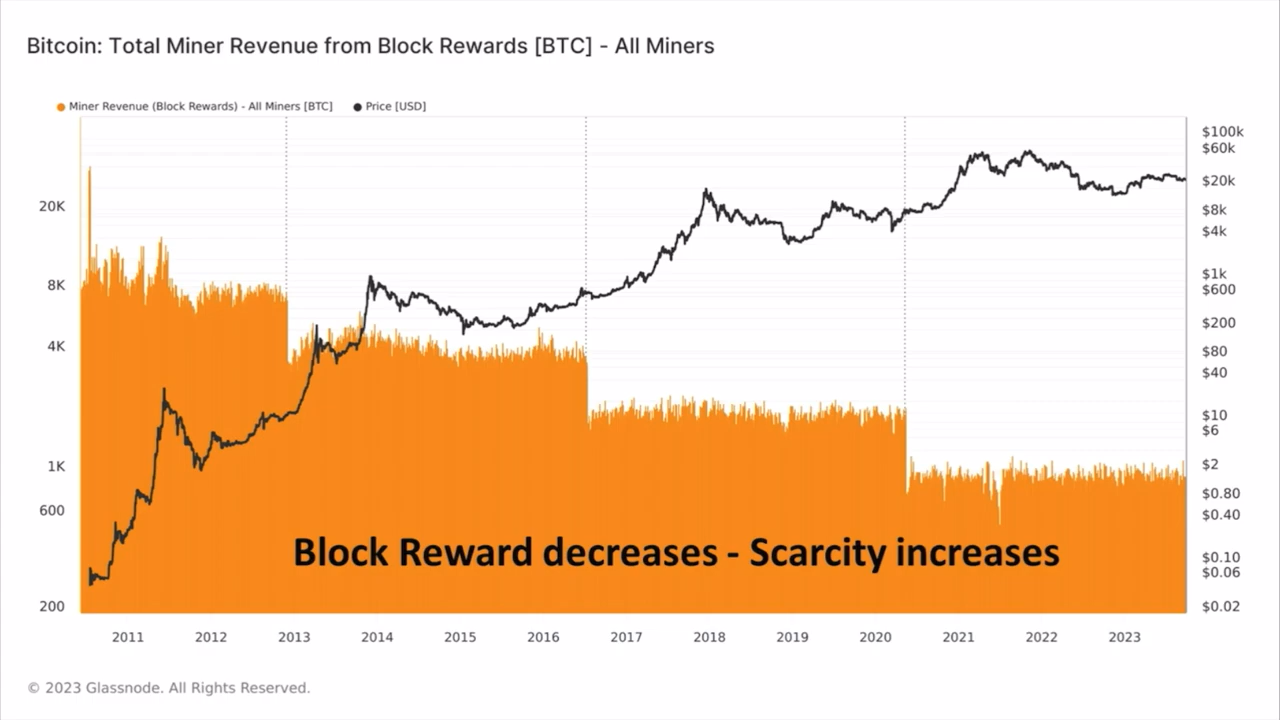 Bitcoin: Total Miner Revenue from Block Rewards [BTC] - All Miners
Miner Revenue (Block Rewards) - All Miners [BTC] Price [USD]
20K
8K
4K
1K
600
200
$100k
$60k
$20k
$8k
$4k
$1k
$600
$200
$80
$40
$10
$6
$2
$0.80
$0.40
$0.10
$0.06
$0.02
Block Reward decreases - Scarcity increases
2011 2012 2013 2014 2015 2016 2017 2018 2019 2020 2021 2022 2023
© 2023 Glassnode. All Rights Reserved.